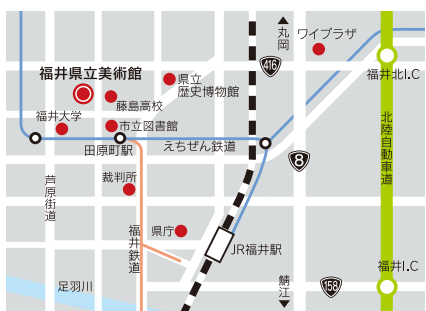 ▲
丸岡
ワイプラザ
416
福井県立美術館
県立
歴史博物館
福井北I.C
藤島高校
福井大学
市立図書館
田原町駅
えちぜん鉄道
北陸自動車道
8
芦原街道
裁判所
県庁
福井鉄道
JR福井駅
福井I.C
足羽川
鯖江
▼
158